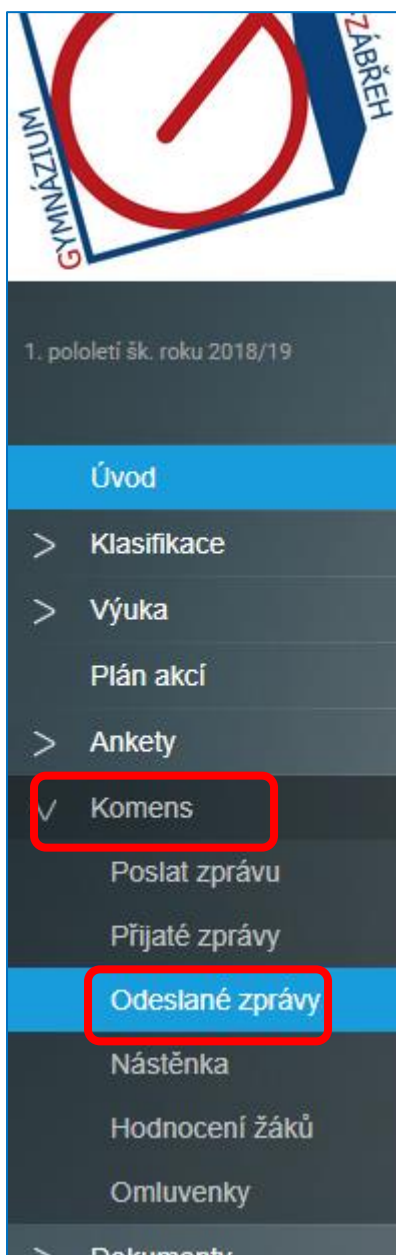 GYMNÁZIUM
ZÁBŘEH
1. pololetí šk. roku 2018/19
Úvod
> Klasifikace
> Výuka
Plán akcí
> Ankety
Komens
Poslat zprávu
Přijaté zprávy
Odeslané zprávy
Nástěnka
Hodnocení žáků
Omluvenky
> Dokumenty